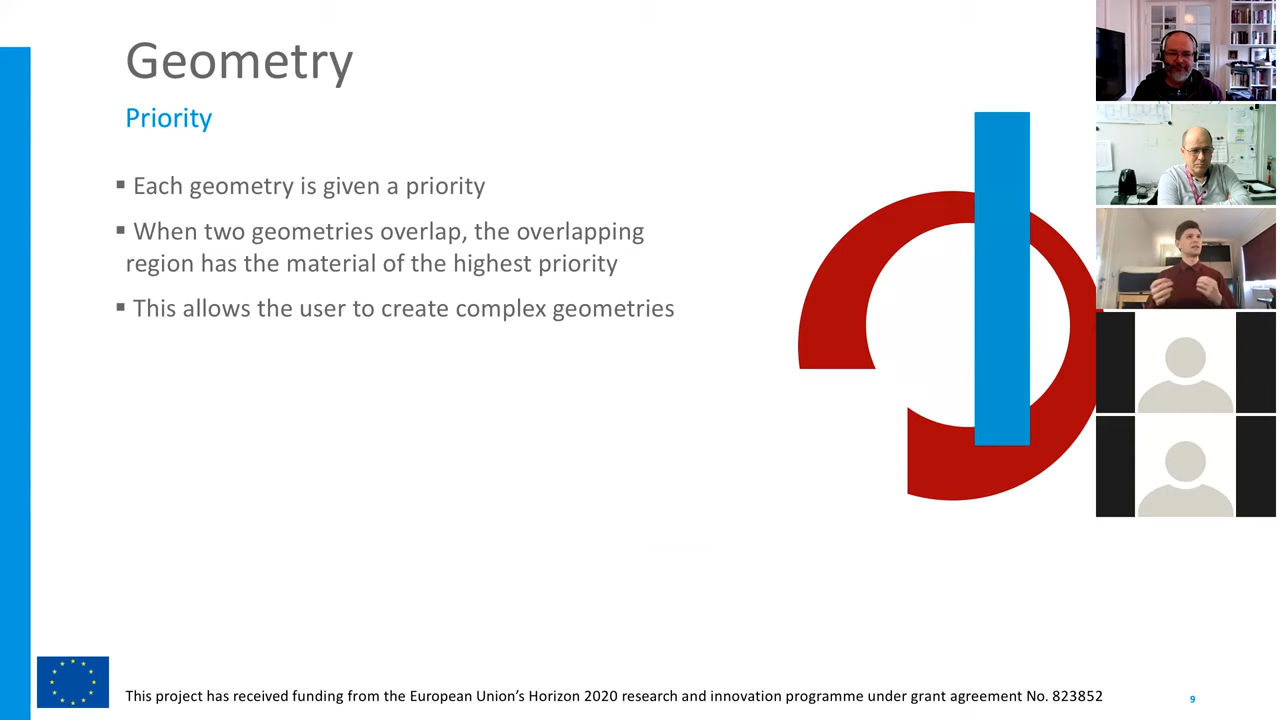 Geometry
Priority
▪ Each geometry is given a priority
▪ When two geometries overlap, the overlapping
region has the material of the highest priority
▪ This allows the user to create complex geometries
This project has received funding from the European Union's Horizon 2020 research and innovation programme under grant agreement No. 823852
9